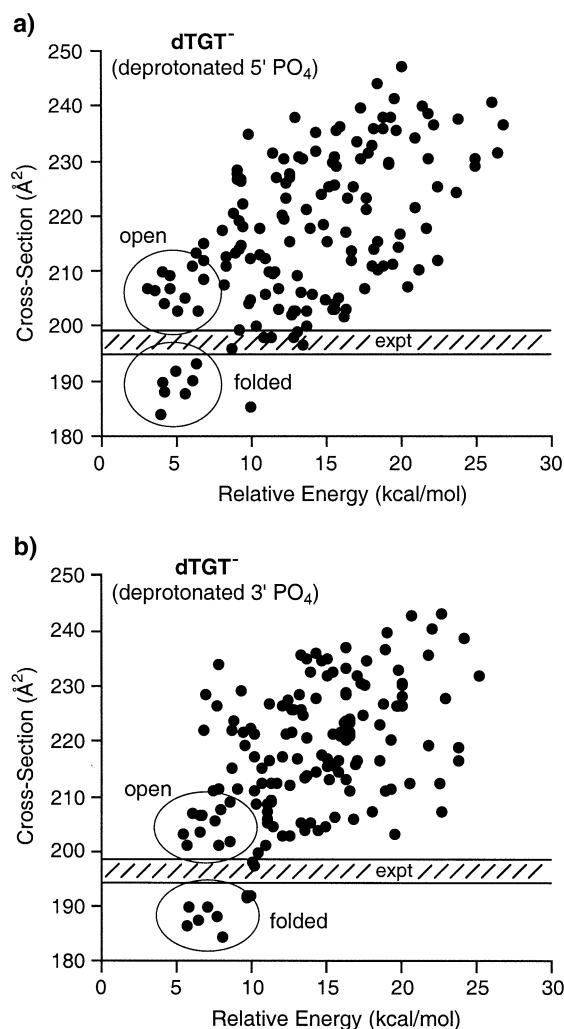 a)
dTGT⁻
(deprotonated 5' PO₄)
250
240
230
220
210
200
190
180
Cross-Section (Å²)
open
expt
folded
0 5 10 15 20 25 30
Relative Energy (kcal/mol)
b)
dTGT⁻
(deprotonated 3' PO₄)
250
240
230
220
210
200
190
180
Cross-Section (Å²)
open
expt
folded
0 5 10 15 20 25 30
Relative Energy (kcal/mol)